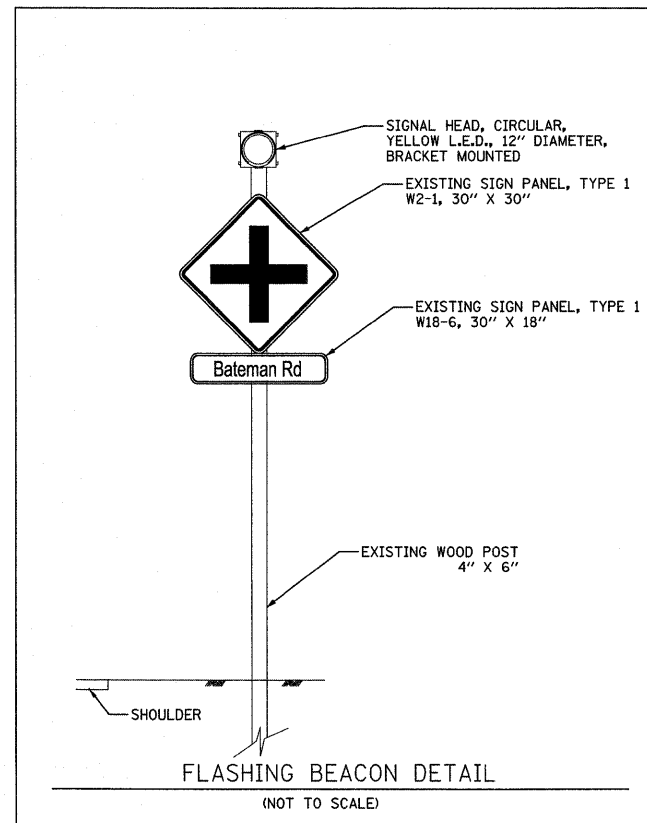 SIGNAL HEAD, CIRCULAR,
YELLOW L.E.D., 12" DIAMETER,
BRACKET MOUNTED
EXISTING SIGN PANEL, TYPE 1
W2-1, 30" X 30"
EXISTING SIGN PANEL, TYPE 1
W18-6, 30" X 18"
Bateman Rd
EXISTING WOOD POST
4" X 6"
SHOULDER
FLASHING BEACON DETAIL
(NOT TO SCALE)